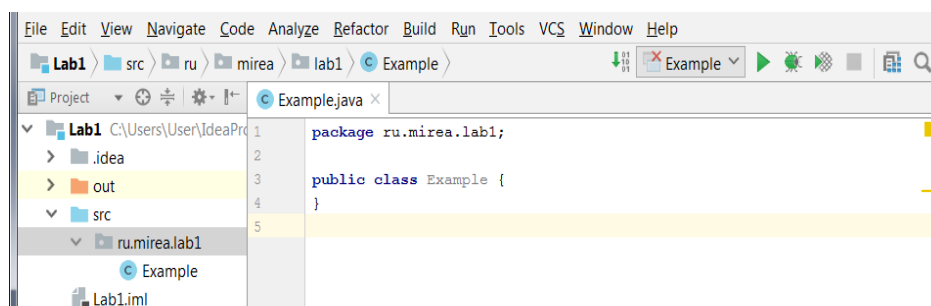 File Edit View Navigate Code Analyze Refactor Build Run Tools VCS Window Help
Lab1 src ru mirea lab1 Example Example
Project Example.java
Lab1 C:\Users\User\IdeaPro
1 package ru.mirea.lab1;
.idea
2
out
3 public class Example {
src
4 }
5
ru.mirea.lab1
Example
Lab1.iml